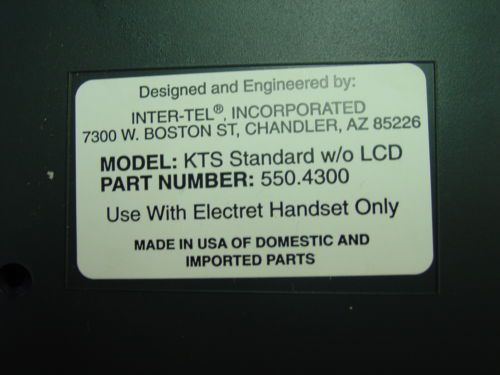 Designed and Engineered by:
INTER-TEL®, INCORPORATED
7300 W. BOSTON ST, CHANDLER, AZ 85226
MODEL: KTS Standard w/o LCD
PART NUMBER: 550.4300
Use With Electret Handset Only
MADE IN USA OF DOMESTIC AND
IMPORTED PARTS